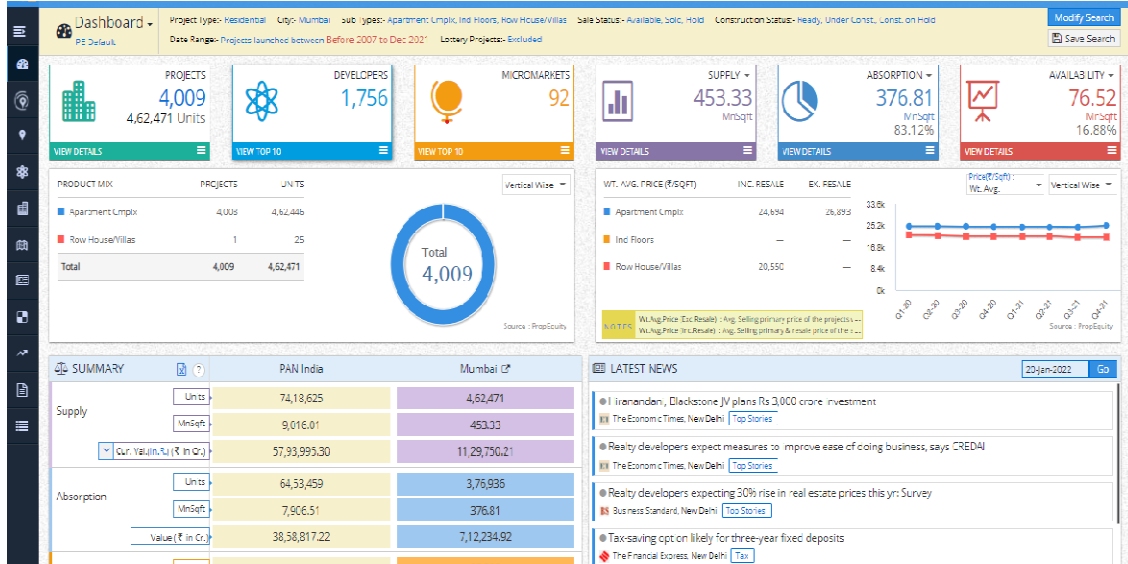 Dashboard
PE Default
Project Type:- Residential City:- Mumbai Sub Types:- Apartment Cmplx, Ind Floors, Row House/Villas Sale Status:- Available, Sold, Hold Construction Status:- Ready, Under Const., Const. on Hold
Date Range:- Projects launched between Before 2007 to Dec 2021 Lottery Projects:- Excluded
Modify Search
Save Search
PROJECTS
4,009
4,62,471 Units
VIEW DETAILS
DEVELOPERS
1,756
VIEW TOP 10
MICROMARKETS
92
VIEW TOP 10
SUPPLY
453.33
MnSqft
VIEW DETAILS
ABSORPTION
376.81
MnSqft
83.12%
VIEW DETAILS
AVAILABILITY
76.52
MnSqft
16.88%
VIEW DETAILS
PRODUCT MIX PROJECTS UNITS
Apartment Cmplx 4,008 4,62,446
Row House/Villas 1 25
Total 4,009 4,62,471
Vertical Wise
Total
4,009
Source : PropEquity
WT. AVG. PRICE (₹/SQFT) INC. RESALE EX. RESALE
Apartment Cmplx 24,694 26,893
Ind Floors — —
Row House/Villas 20,550 —
NOTES
Wt.Avg.Price (Exc.Resale) : Avg. Selling primary price of the projects ...
Wt.Avg.Price (Inc.Resale) : Avg. Selling primary & resale price of the ...
Price(₹/Sqft) :
Wt. Avg.
Vertical Wise
33.6k
25.2k
16.8k
8.4k
0k
Q1-20 Q2-20 Q3-20 Q4-20 Q1-21 Q2-21 Q3-21 Q4-21
Source : PropEquity
SUMMARY ? PAN India Mumbai
Supply
Units 74,18,625 4,62,471
MnSqft 9,016.01 453.33
Cur. Val.(In.R.) (₹ In Cr.) 57,93,995.30 11,29,750.21
Absorption
Units 64,53,459 3,76,936
MnSqft 7,906.51 376.81
Value (₹ in Cr.) 38,58,817.22 7,12,234.92
LATEST NEWS
20-Jan-2022 Go
Hiranandani, Blackstone JV plans Rs 3,000 crore investment
The Economic Times, New Delhi Top Stories
Realty developers expect measures to improve ease of doing business, says CREDAI
The Economic Times, New Delhi Top Stories
Realty developers expecting 30% rise in real estate prices this yr: Survey
BS Business Standard, New Delhi Top Stories
Tax-saving option likely for three-year fixed deposits
The Financial Express, New Delhi Tax